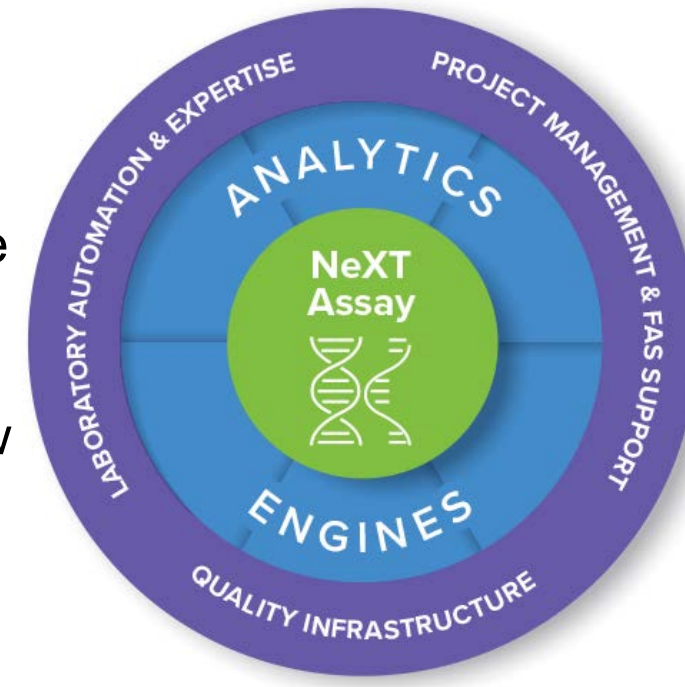 LABORATORY AUTOMATION & EXPERTISE
PROJECT MANAGEMENT & FAS SUPPORT
ANALYTICS
NeXT
Assay
ENGINES
QUALITY INFRASTRUCTURE